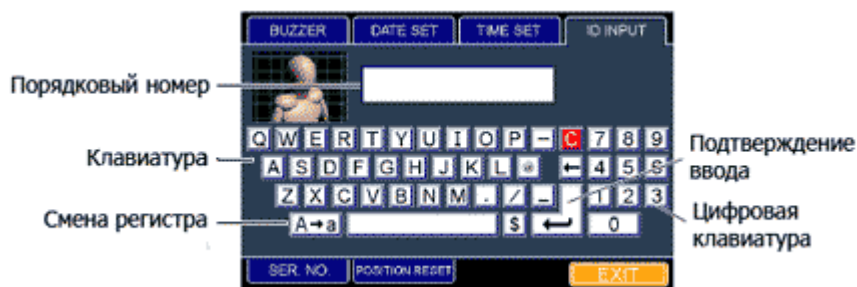 BUZZER DATE SET TIME SET ID INPUT
Порядковый номер
Q W E R T Y U I O P – C 7 8 9
Клавиатура
A S D F G H J K L @ ← 4 5 6
Подтверждение
ввода
Z X C V B N M . / _ 1 2 3
Смена регистра
A→a $ ↵ 0
Цифровая
клавиатура
SER. NO. POSITION RESET EXIT